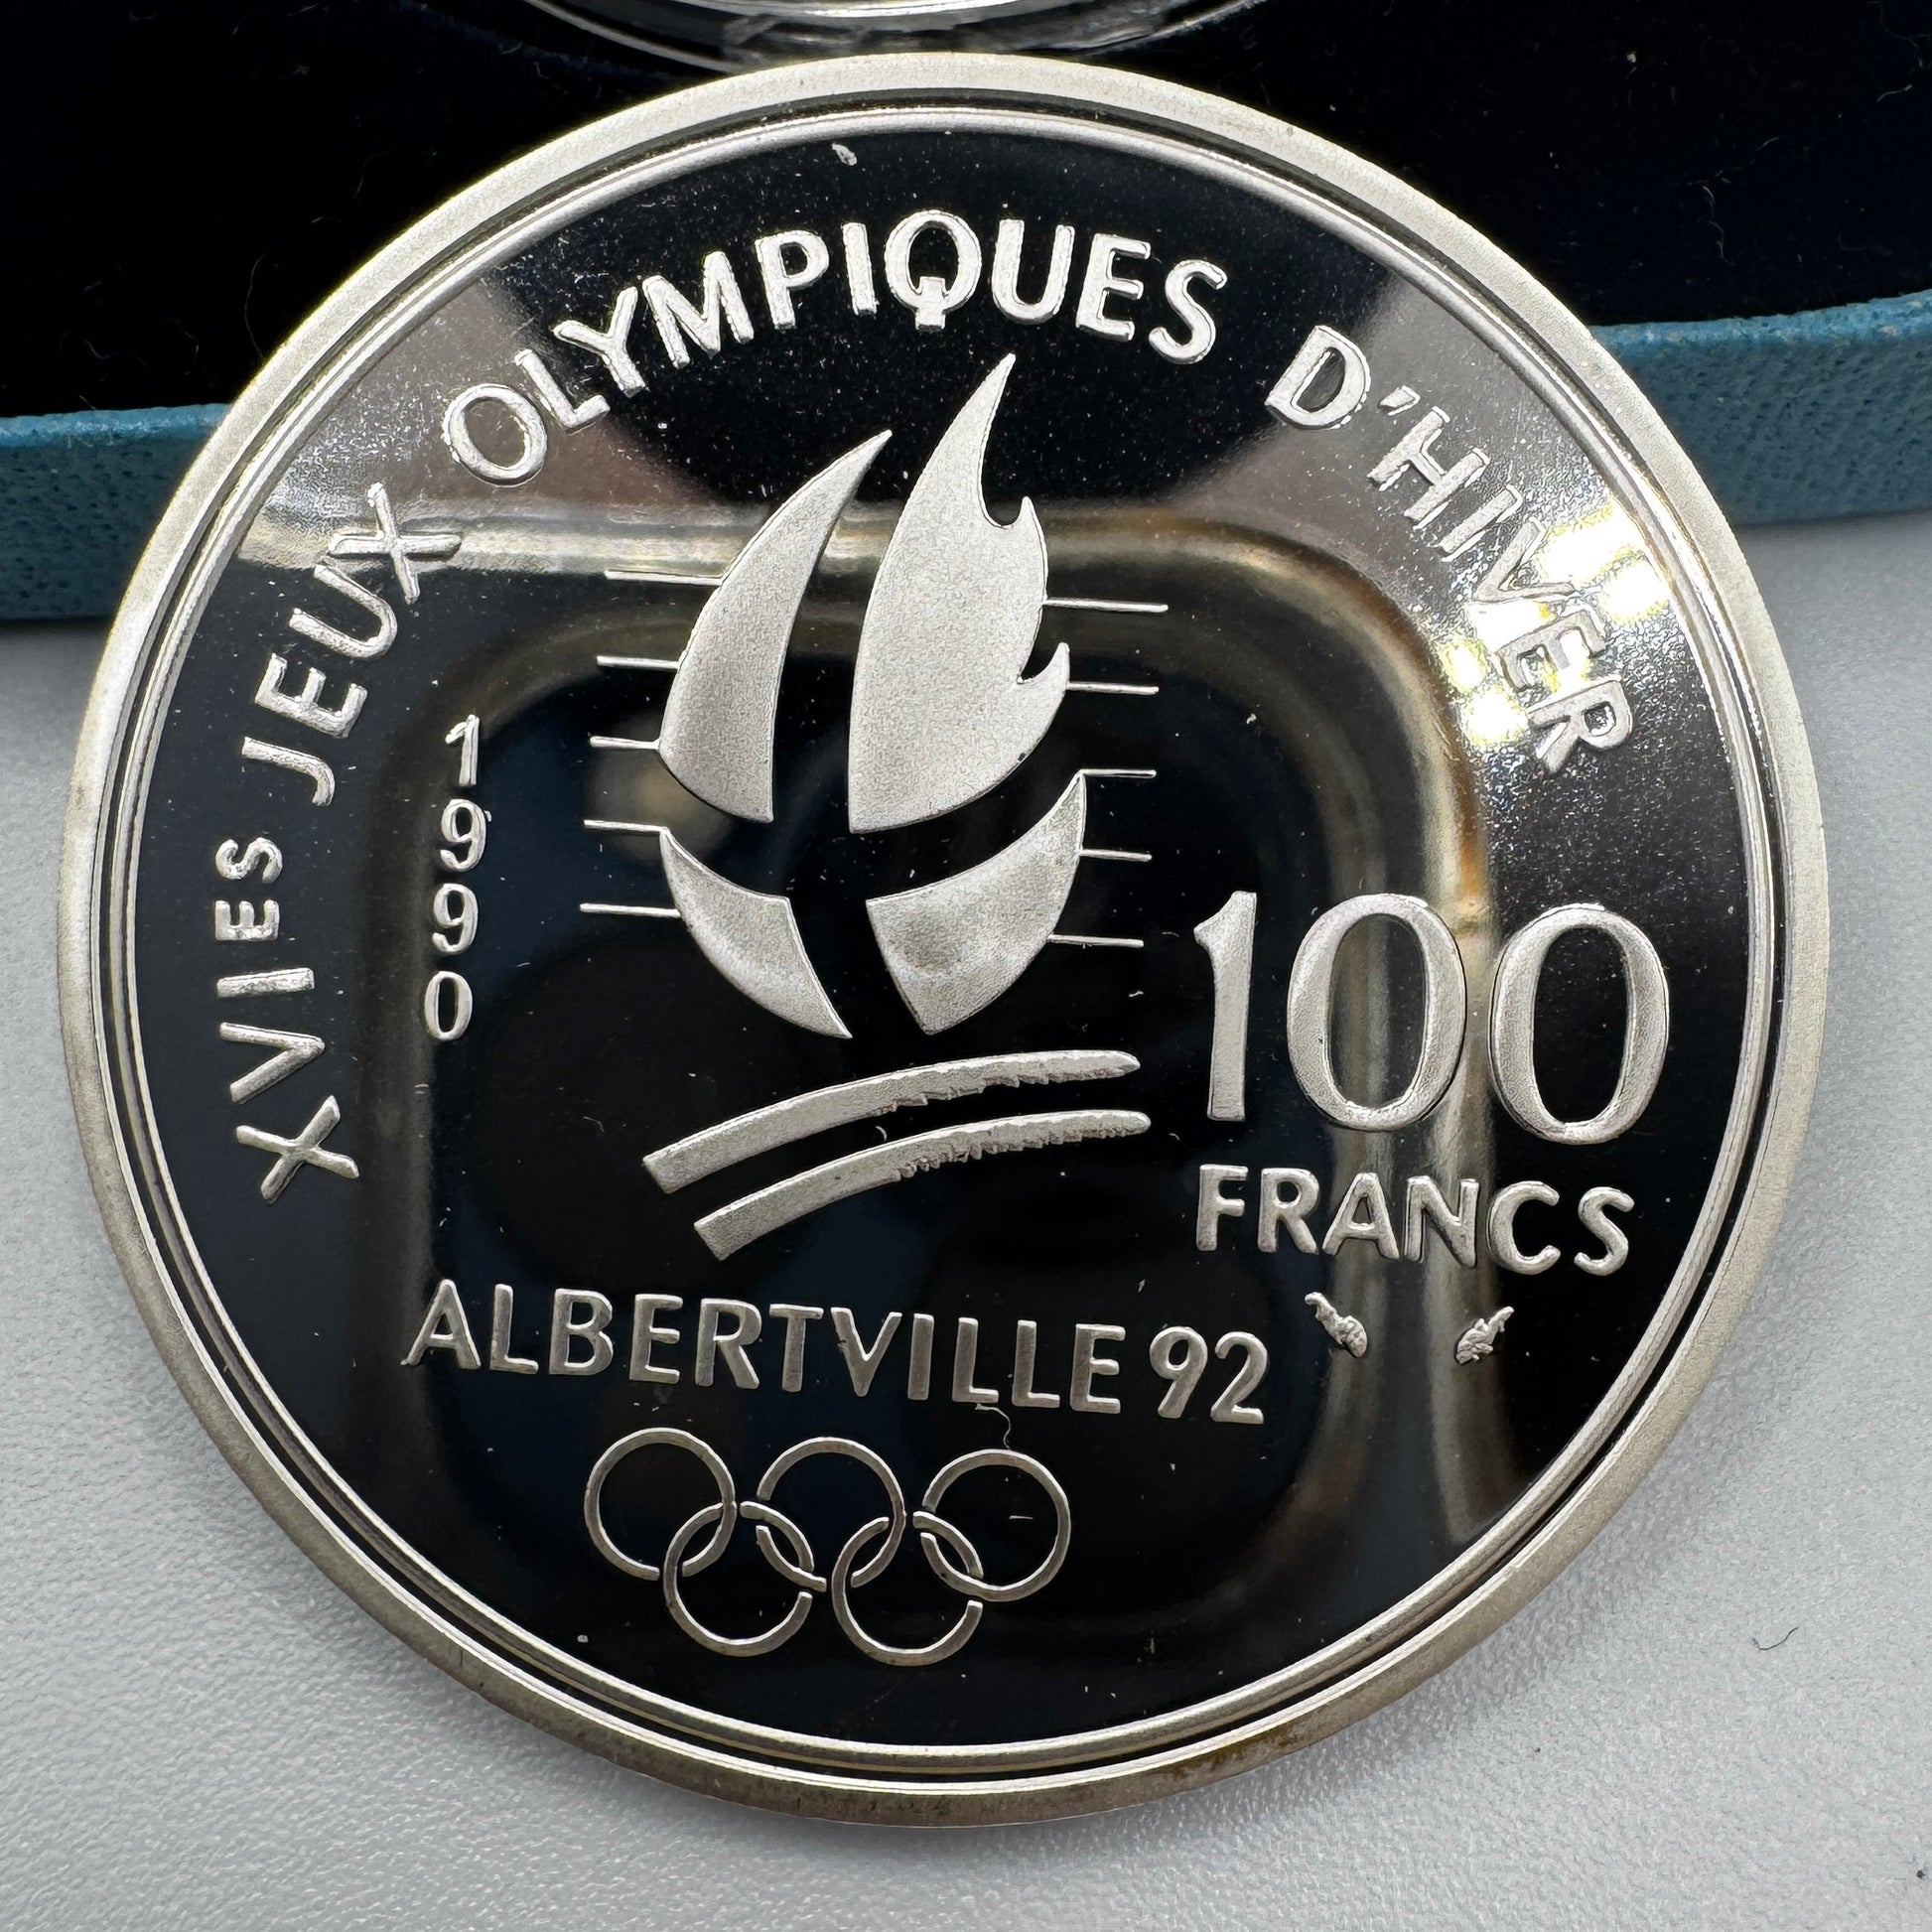 XVIES JEUX OLYMPIQUES D'HIVER
1990
100
FRANCS
ALBERTVILLE 92